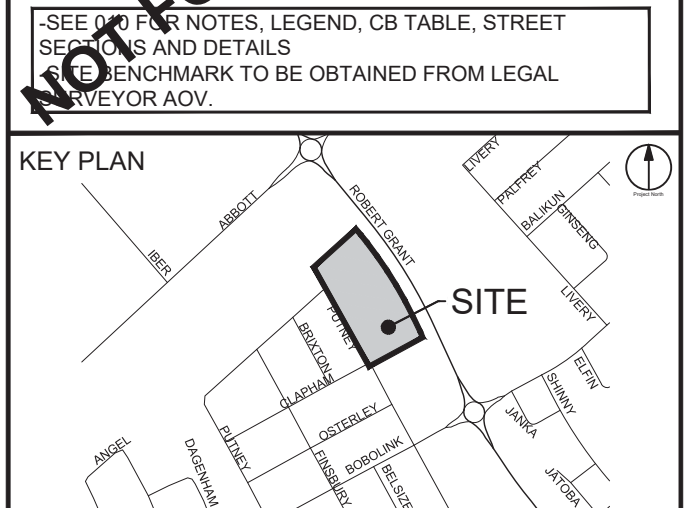 -SEE 010 FOR NOTES, LEGEND, CB TABLE, STREET
SECTIONS AND DETAILS
-SITE BENCHMARK TO BE OBTAINED FROM LEGAL
SURVEYOR AOV.
NOT FO
KEY PLAN
Project North
LIVERY
PALFREY
BALIKUN
GINSENG
ABBOTT
ROBERT GRANT
IBER
LIVERY
SITE
PUTNEY
BRIXTON
CLAPHAM
ELFIN
SHINNY
OSTERLEY
JANKA
PUTNEY
BOBOLINK
ANGEL
DAGENHAM
FINSBURY
BELSIZE
JATOBA